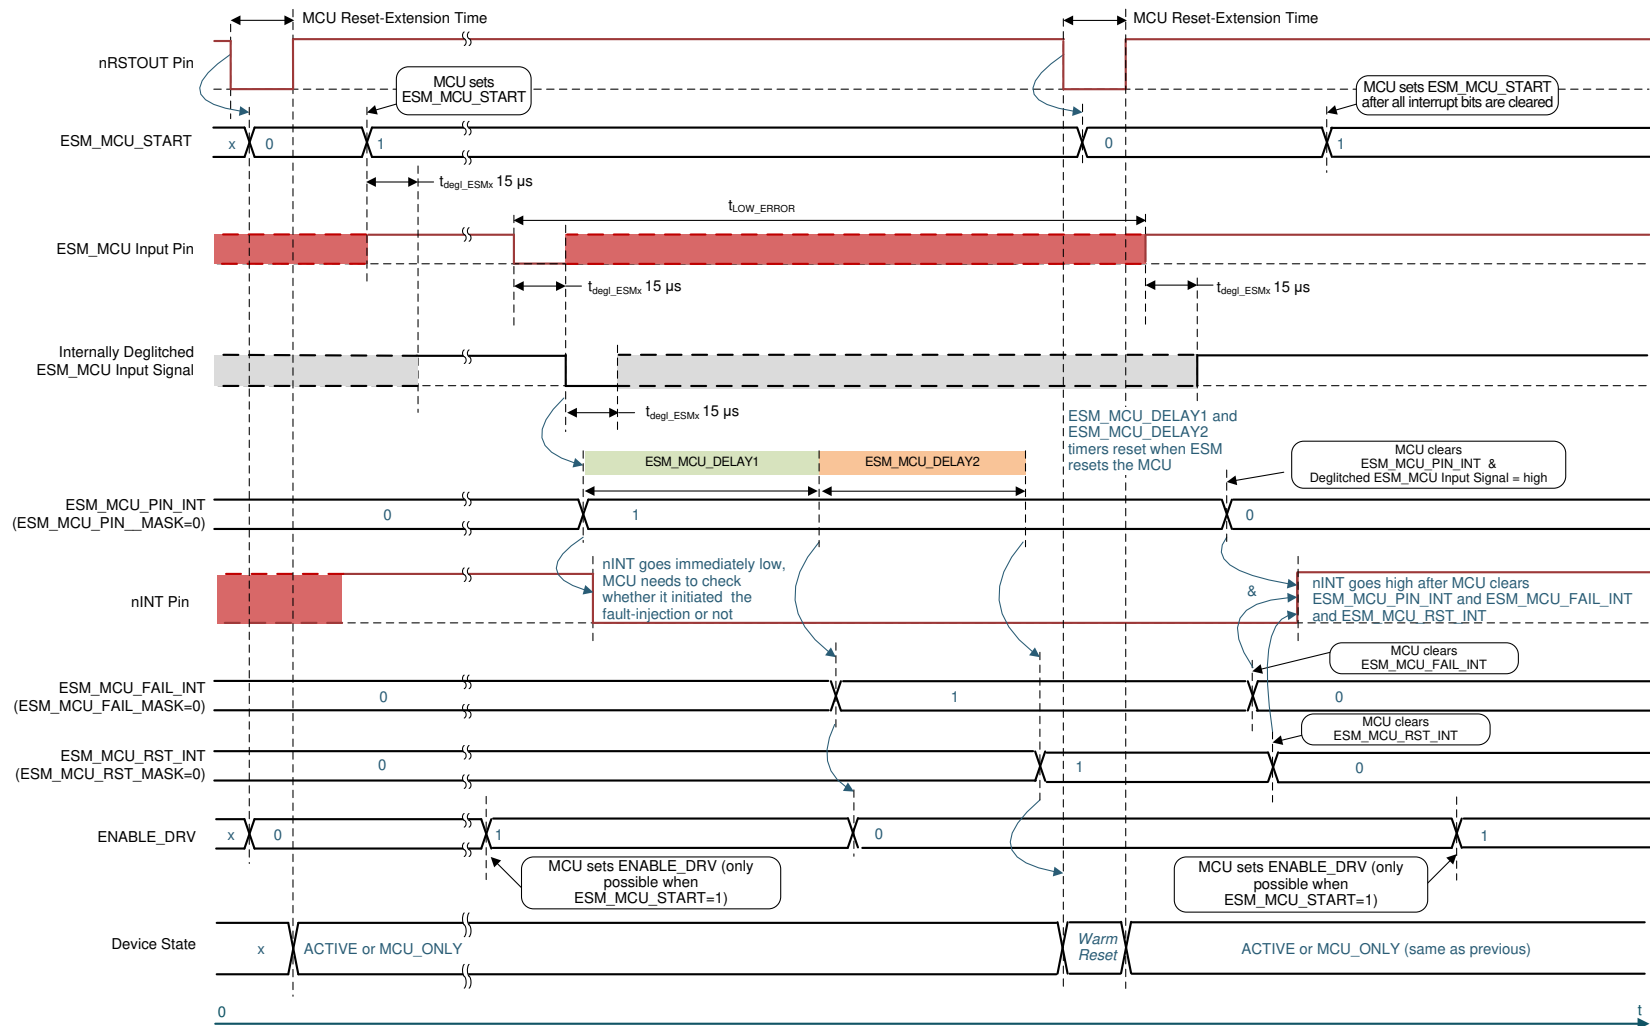 MCU Reset-Extension Time
MCU Reset-Extension Time
nRSTOUT Pin
MCU sets
ESM_MCU_START
MCU sets ESM_MCU_START
after all interrupt bits are cleared
ESM_MCU_START
x
0
1
0
1
tdegl_ESMx 15 µs
tLOW_ERROR
ESM_MCU Input Pin
tdegl_ESMx 15 µs
tdegl_ESMx 15 µs
Internally Deglitched
ESM_MCU Input Signal
tdegl_ESMx 15 µs
ESM_MCU_DELAY1 and
ESM_MCU_DELAY2
timers reset when ESM
resets the MCU
ESM_MCU_DELAY1
ESM_MCU_DELAY2
MCU clears
ESM_MCU_PIN_INT &
Deglitched ESM_MCU Input Signal = high
ESM_MCU_PIN_INT
(ESM_MCU_PIN__MASK=0)
0
1
0
nINT Pin
nINT goes immediately low,
MCU needs to check
whether it initiated the
fault-injection or not
&
nINT goes high after MCU clears
ESM_MCU_PIN_INT and ESM_MCU_FAIL_INT
and ESM_MCU_RST_INT
MCU clears
ESM_MCU_FAIL_INT
ESM_MCU_FAIL_INT
(ESM_MCU_FAIL_MASK=0)
0
1
0
MCU clears
ESM_MCU_RST_INT
ESM_MCU_RST_INT
(ESM_MCU_RST_MASK=0)
0
1
0
ENABLE_DRV
x
0
1
0
1
MCU sets ENABLE_DRV (only
possible when
ESM_MCU_START=1)
MCU sets ENABLE_DRV (only
possible when
ESM_MCU_START=1)
Device State
x
ACTIVE or MCU_ONLY
Warm
Reset
ACTIVE or MCU_ONLY (same as previous)
0
t